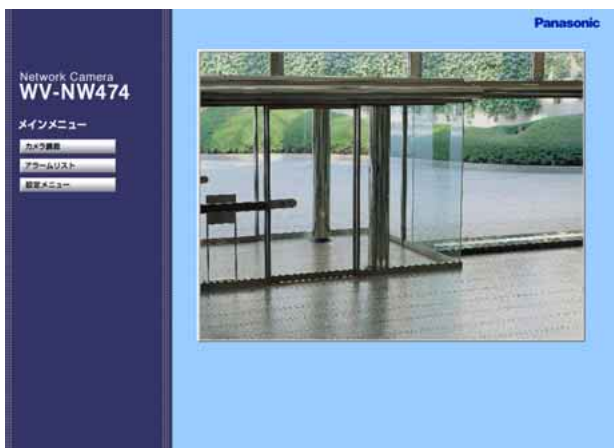 Panasonic
Network Camera
WV-NW474
メインメニュー
カメラ画面
アラームリスト
設定メニュー